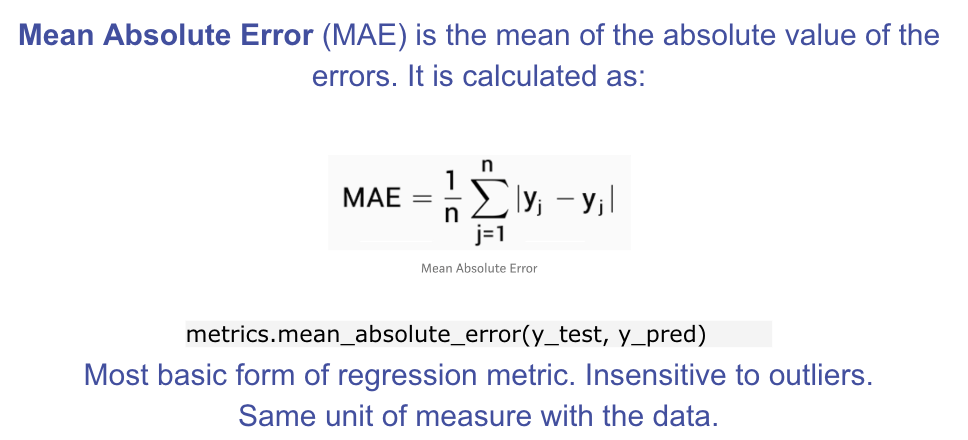 Mean Absolute Error (MAE) is the mean of the absolute value of the
errors. It is calculated as:
n
MAE = 1/n ∑ |yj − yj|
j=1
Mean Absolute Error
metrics.mean_absolute_error(y_test, y_pred)
Most basic form of regression metric. Insensitive to outliers.
Same unit of measure with the data.